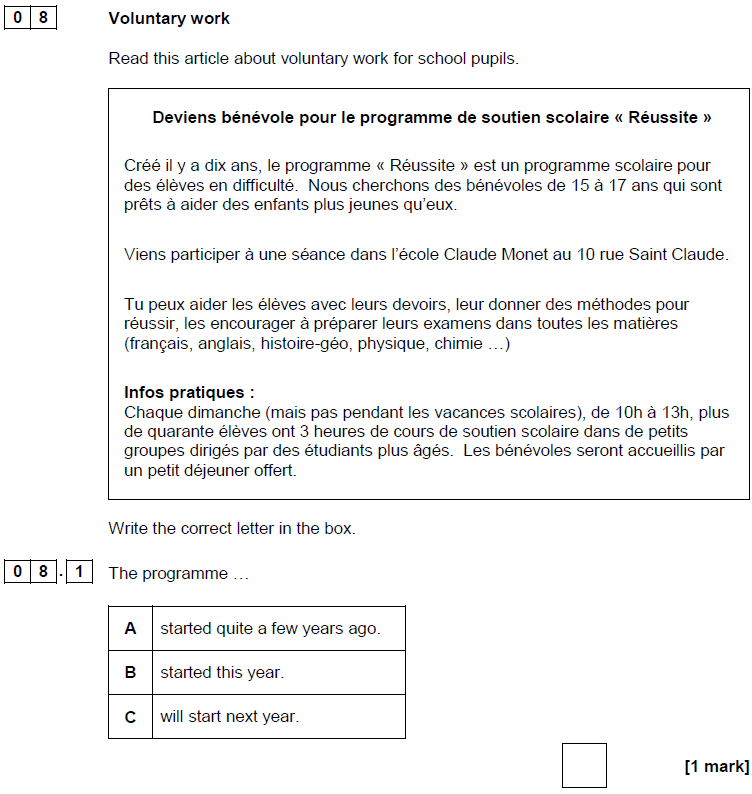 0 8 Voluntary work
Read this article about voluntary work for school pupils.
Deviens bénévole pour le programme de soutien scolaire « Réussite »
Créé il y a dix ans, le programme « Réussite » est un programme scolaire pour
des élèves en difficulté.  Nous cherchons des bénévoles de 15 à 17 ans qui sont
prêts à aider des enfants plus jeunes qu’eux.
Viens participer à une séance dans l’école Claude Monet au 10 rue Saint Claude.
Tu peux aider les élèves avec leurs devoirs, leur donner des méthodes pour
réussir, les encourager à préparer leurs examens dans toutes les matières
(français, anglais, histoire-géo, physique, chimie …)
Infos pratiques :
Chaque dimanche (mais pas pendant les vacances scolaires), de 10h à 13h, plus
de quarante élèves ont 3 heures de cours de soutien scolaire dans de petits
groupes dirigés par des étudiants plus âgés.  Les bénévoles seront accueillis par
un petit déjeuner offert.
Write the correct letter in the box.
0 8 . 1 The programme …
A started quite a few years ago.
B started this year.
C will start next year.
[1 mark]